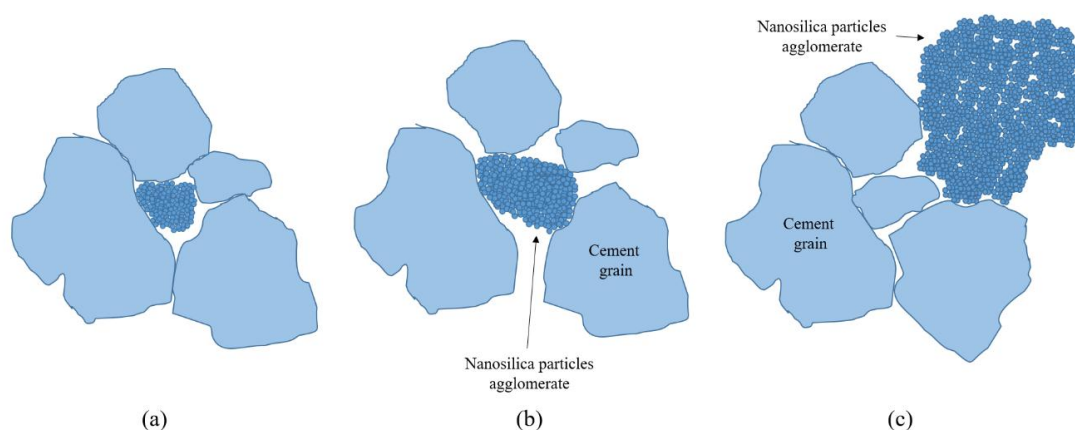 Nanosilica particles
agglomerate
Cement
grain
Nanosilica particles
agglomerate
Cement
grain
(a)
(b)
(c)